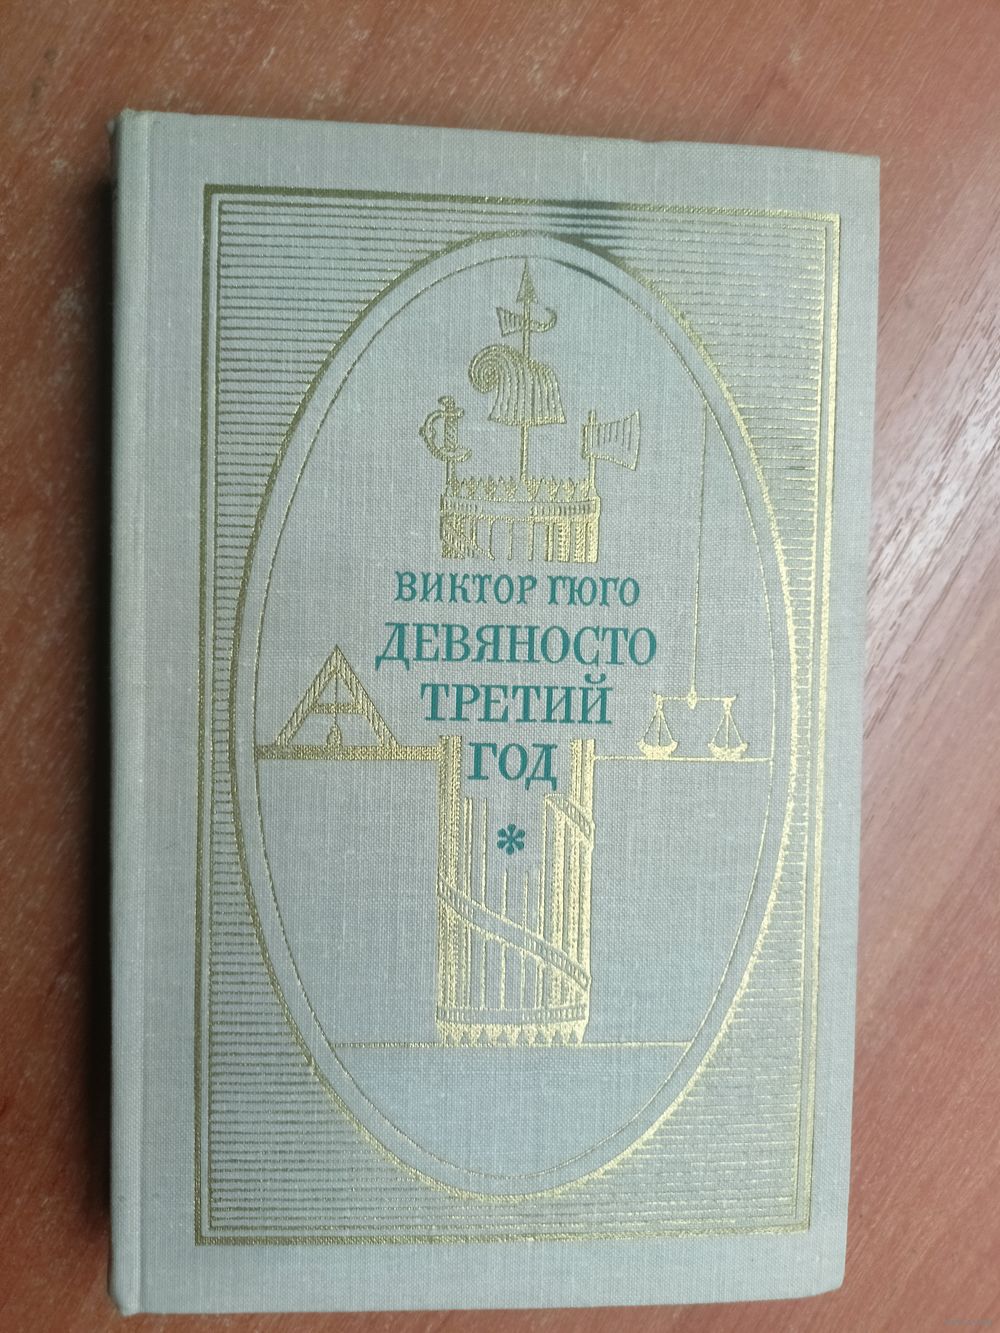 ВИКТОР ГЮГО
ДЕВЯНОСТО
ТРЕТИЙ
ГОД
*